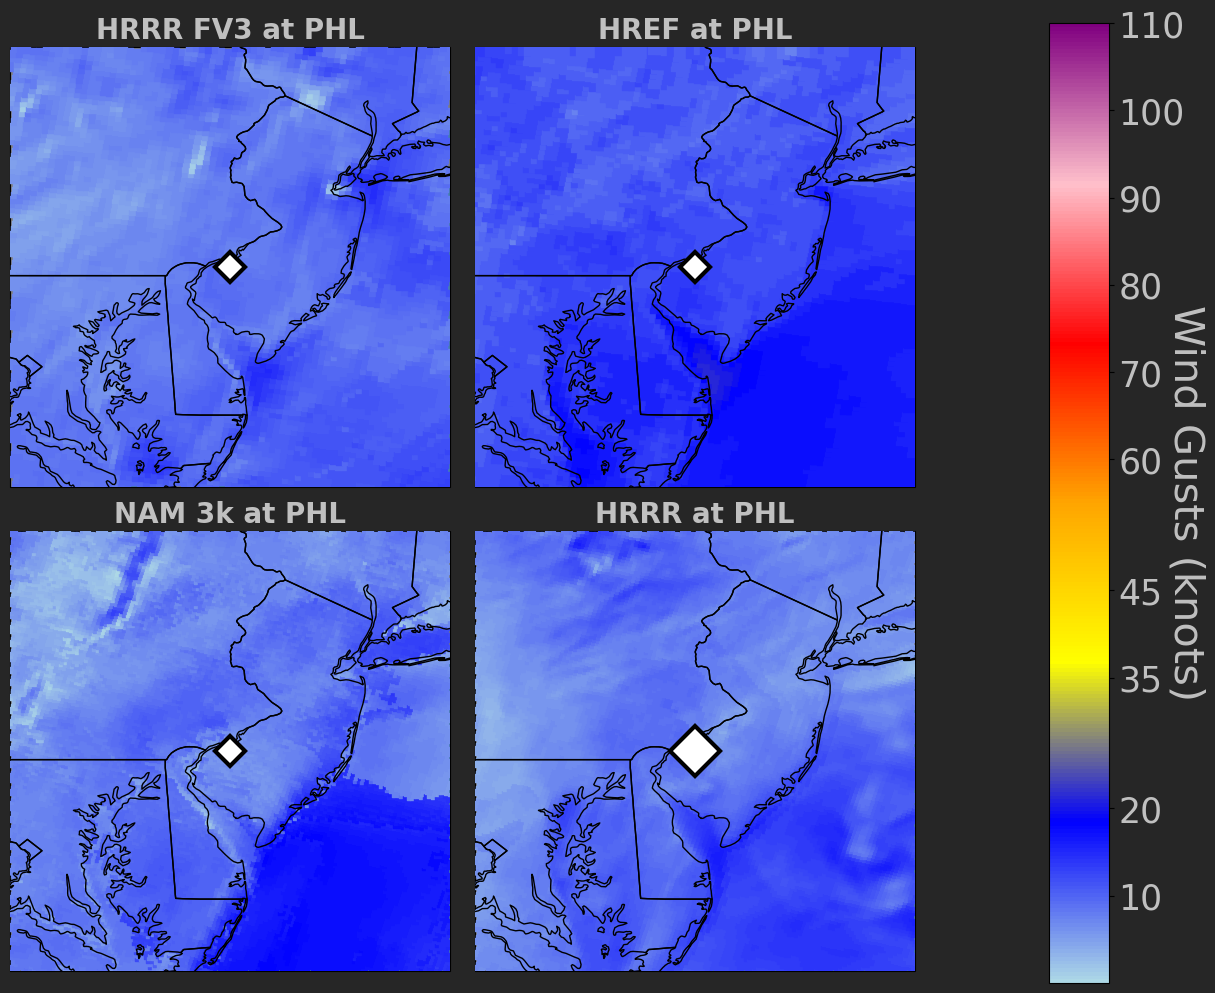 HRRR FV3 at PHL
HREF at PHL
NAM 3k at PHL
HRRR at PHL
110
100
90
80
70
60
45
35
20
10
Wind Gusts (knots)